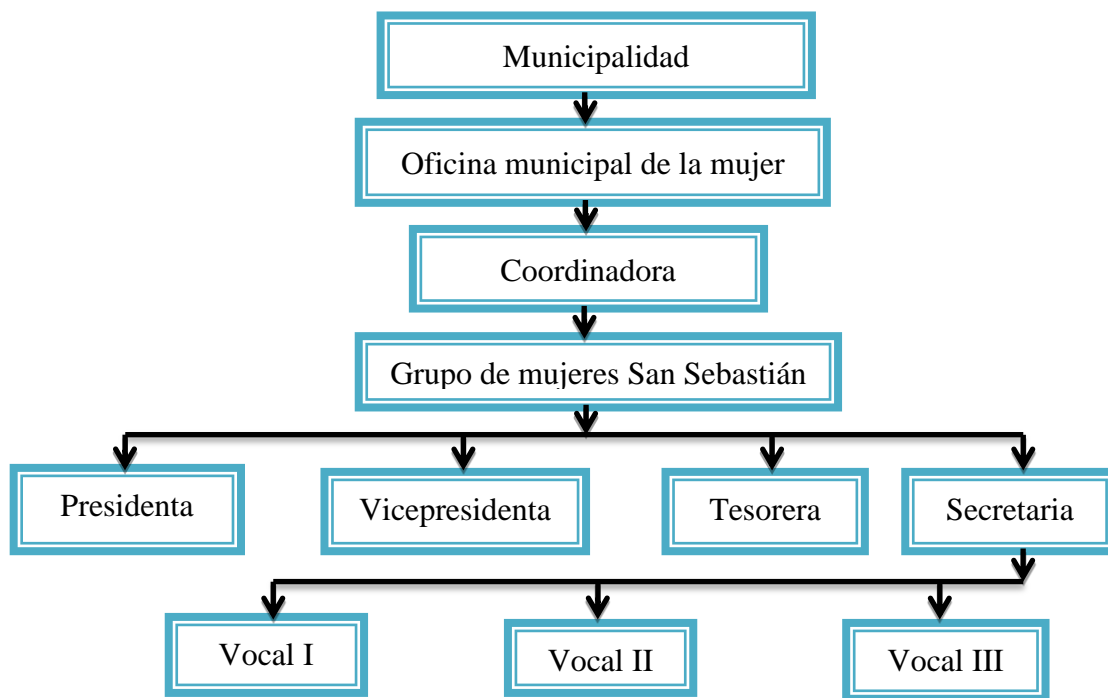 Municipalidad
Oficina municipal de la mujer
Coordinadora
Grupo de mujeres San Sebastián
Presidenta
Vicepresidenta
Tesorera
Secretaria
Vocal I
Vocal II
Vocal III